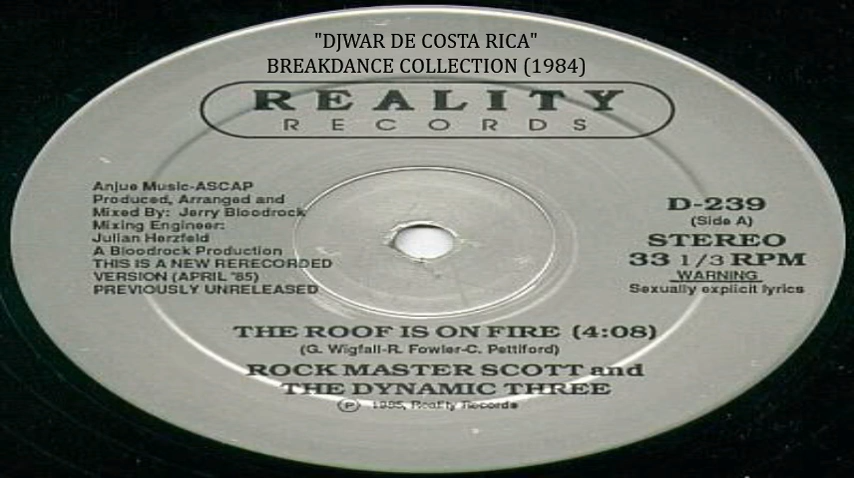 "DJWAR DE COSTA RICA"
BREAKDANCE COLLECTION (1984)
REALITY
RECORDS
Anjue Music-ASCAP
Produced, Arranged and
Mixed By: Jerry Bloodrock
Mixing Engineer:
Julian Herzfeld
A Bloodrock Production
THIS IS A NEW RERECORDED
VERSION (APRIL '85)
PREVIOUSLY UNRELEASED
D-239
(Side A)
STEREO
33 1/3 RPM
WARNING
Sexually explicit lyrics
THE ROOF IS ON FIRE (4:08)
(G. Wigfall-R. Fowler-C. Pettiford)
ROCK MASTER SCOTT and
THE DYNAMIC THREE
Ⓟ 1985, Reality Records